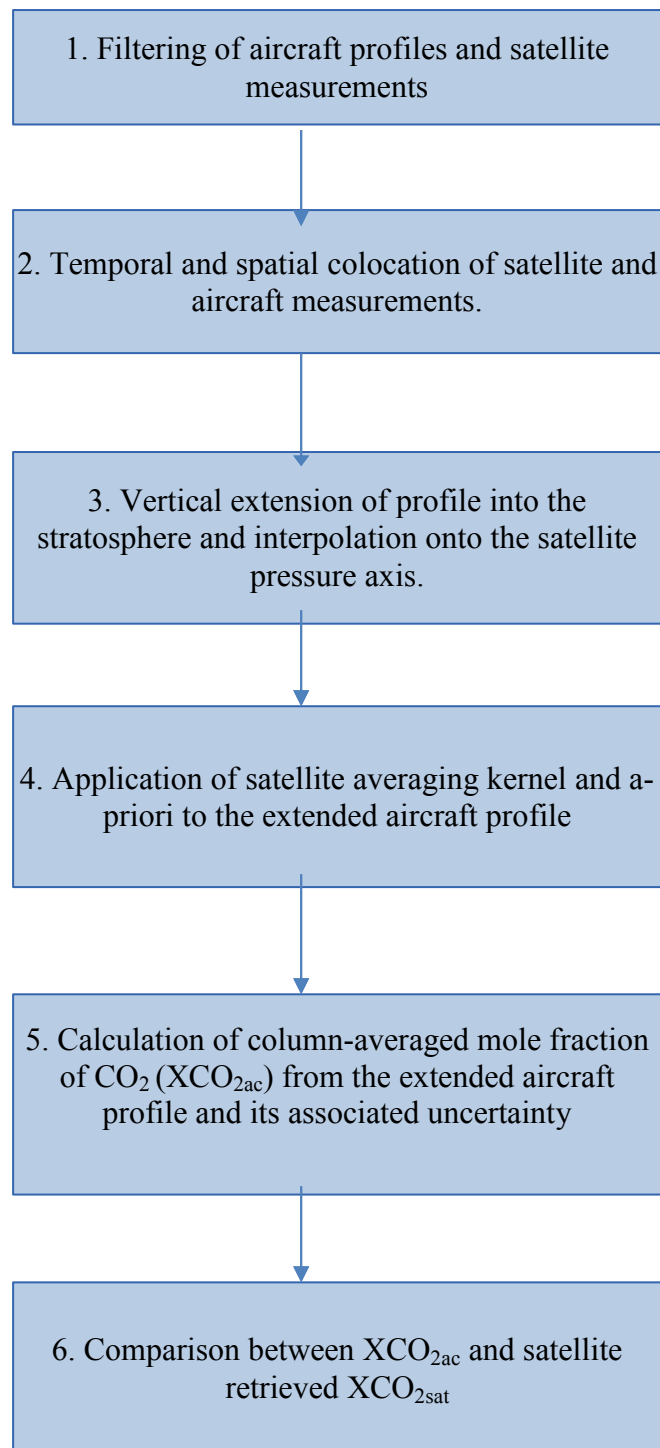 1. Filtering of aircraft profiles and satellite
measurements
2. Temporal and spatial colocation of satellite and
aircraft measurements.
3. Vertical extension of profile into the
stratosphere and interpolation onto the satellite
pressure axis.
4. Application of satellite averaging kernel and a-
priori to the extended aircraft profile
5. Calculation of column-averaged mole fraction
of CO₂ (XCO₂ac) from the extended aircraft
profile and its associated uncertainty
6. Comparison between XCO₂ac and satellite
retrieved XCO₂sat